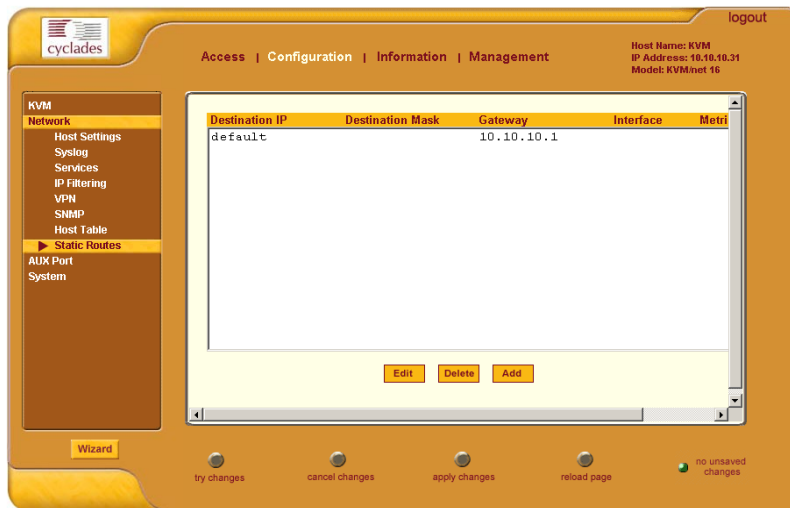 cyclades
logout
Access | Configuration | Information | Management
Host Name: KVM
IP Address: 10.10.10.31
Model: KVM/net 16
KVM
Network
Host Settings
Syslog
Services
IP Filtering
VPN
SNMP
Host Table
Static Routes
AUX Port
System
Destination IP Destination Mask Gateway Interface Metri
default 10.10.10.1
Edit Delete Add
Wizard
try changes cancel changes apply changes reload page
no unsaved
changes